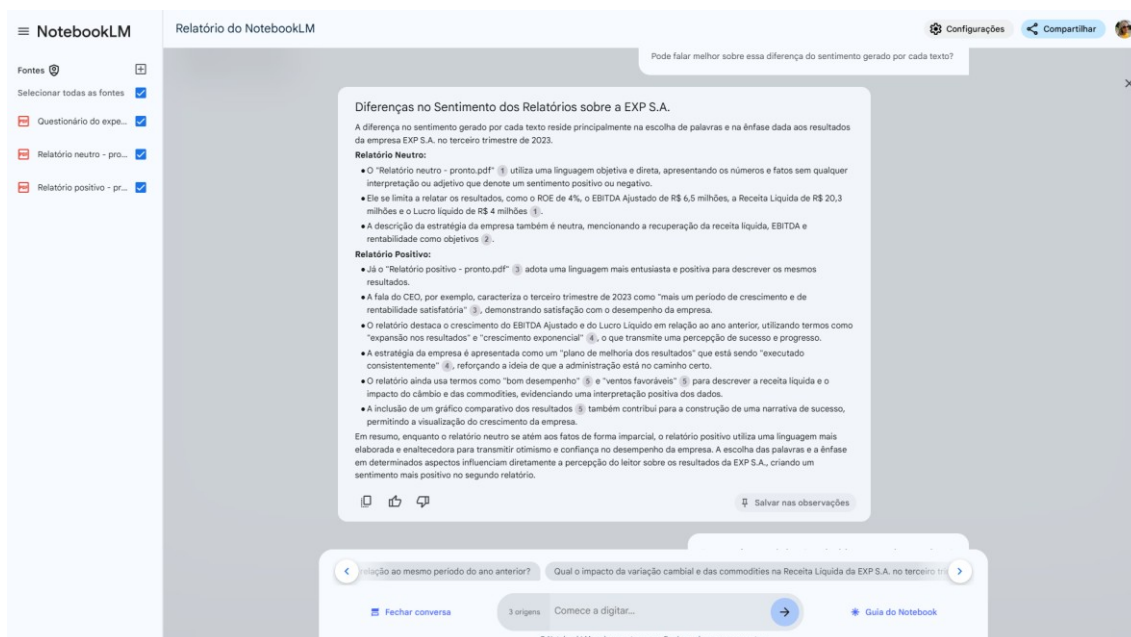 NotebookLM
Relatório do NotebookLM
Configurações
Compartilhar
Fontes
Selecionar todas as fontes
Questionário do expe...
Relatório neutro - pro...
Relatório positivo - pr...
Pode falar melhor sobre essa diferença do sentimento gerado por cada texto?
Diferenças no Sentimento dos Relatórios sobre a EXP S.A.
A diferença no sentimento gerado por cada texto reside principalmente na escolha de palavras e na ênfase dada aos resultados
da empresa EXP S.A. no terceiro trimestre de 2023.
Relatório Neutro:
• O "Relatório neutro - pronto.pdf" 1 utiliza uma linguagem objetiva e direta, apresentando os números e fatos sem qualquer
interpretação ou adjetivo que denote um sentimento positivo ou negativo.
• Ele se limita a relatar os resultados, como o ROE de 4%, o EBITDA Ajustado de R$ 6,5 milhões, a Receita Líquida de R$ 20,3
milhões e o Lucro líquido de R$ 4 milhões 1.
• A descrição da estratégia da empresa também é neutra, mencionando a recuperação da receita líquida, EBITDA e
rentabilidade como objetivos 2.
Relatório Positivo:
• Já o "Relatório positivo - pronto.pdf" 3 adota uma linguagem mais entusiasta e positiva para descrever os mesmos
resultados.
• A fala do CEO, por exemplo, caracteriza o terceiro trimestre de 2023 como "mais um período de crescimento e de
rentabilidade satisfatória" 3, demonstrando satisfação com o desempenho da empresa.
• O relatório destaca o crescimento do EBITDA Ajustado e do Lucro Líquido em relação ao ano anterior, utilizando termos como
"expansão nos resultados" e "crescimento exponencial" 4, o que transmite uma percepção de sucesso e progresso.
• A estratégia da empresa é apresentada como um "plano de melhoria dos resultados" que está sendo "executado
consistentemente" 4, reforçando a ideia de que a administração está no caminho certo.
• O relatório ainda usa termos como "bom desempenho" 5 e "ventos favoráveis" 5 para descrever a receita líquida e o
impacto do câmbio e das commodities, evidenciando uma interpretação positiva dos dados.
• A inclusão de um gráfico comparativo dos resultados 5 também contribui para a construção de uma narrativa de sucesso,
permitindo a visualização do crescimento da empresa.
Em resumo, enquanto o relatório neutro se atém aos fatos de forma imparcial, o relatório positivo utiliza uma linguagem mais
elaborada e enaltecedora para transmitir otimismo e confiança no desempenho da empresa. A escolha das palavras e a ênfase
em determinados aspectos influenciam diretamente a percepção do leitor sobre os resultados da EXP S.A., criando um
sentimento mais positivo no segundo relatório.
Salvar nas observações
relação ao mesmo período do ano anterior?
Qual o impacto da variação cambial e das commodities na Receita Líquida da EXP S.A. no terceiro
Fechar conversa
3 origens
Comece a digitar...
Guia do Notebook